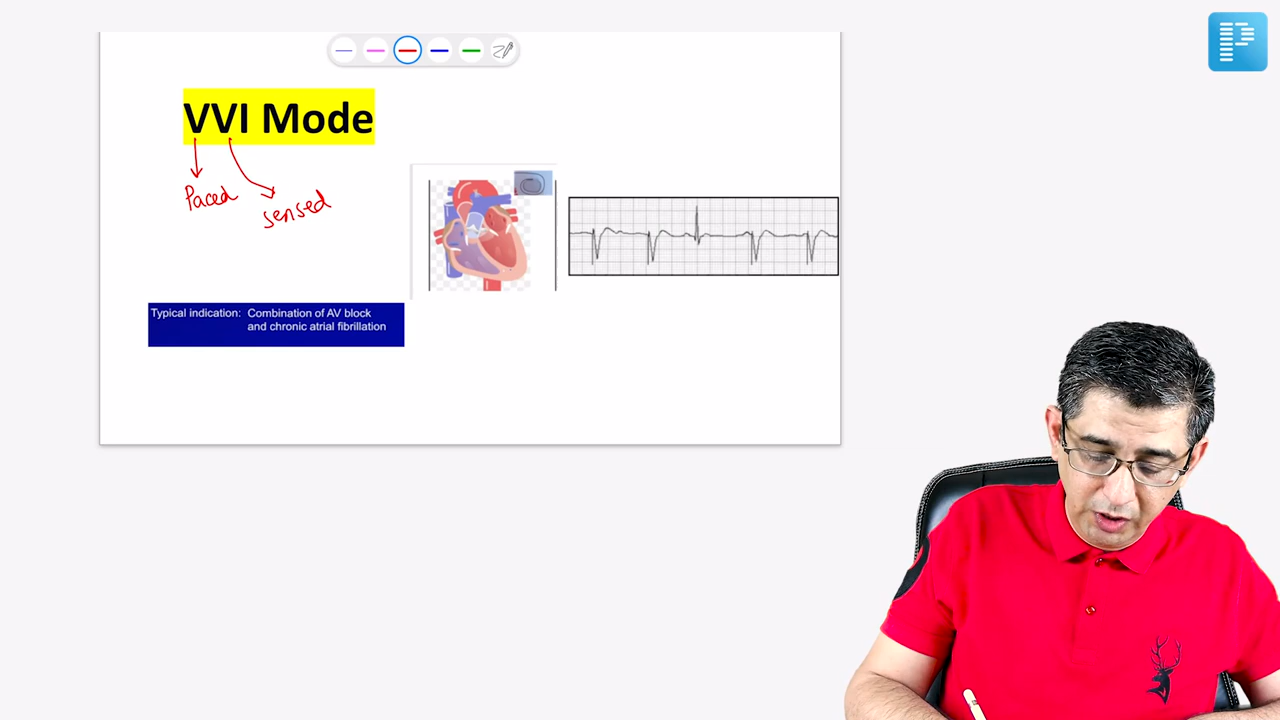 VVI Mode
Paced
sensed
Typical indication: Combination of AV block
and chronic atrial fibrillation